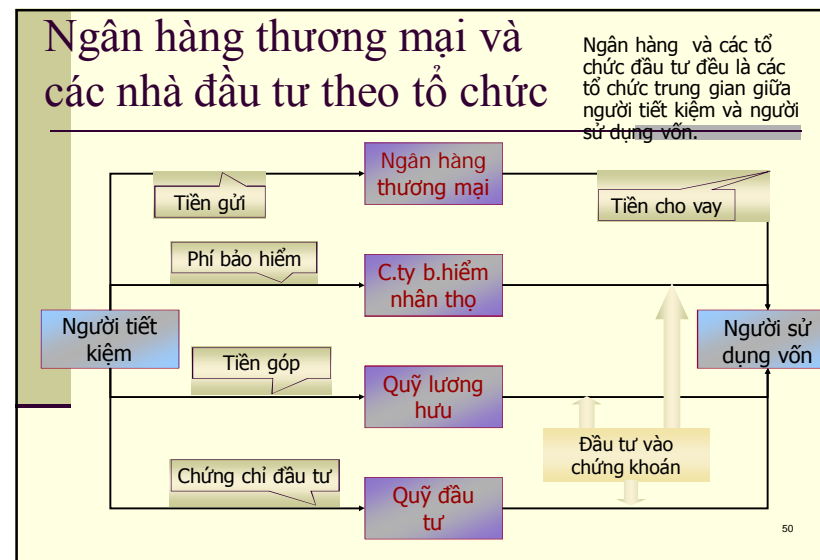 Ngân hàng thương mại và
các nhà đầu tư theo tổ chức
Ngân hàng và các tổ
chức đầu tư đều là các
tổ chức trung gian giữa
người tiết kiệm và người
sử dụng vốn.
Ngân hàng
thương mại
Tiền gửi
Tiền cho vay
Phí bảo hiểm
C.ty b.hiểm
nhân thọ
Người tiết
kiệm
Người sử
dụng vốn
Tiền góp
Quỹ lương
hưu
Đầu tư vào
chứng khoán
Chứng chỉ đầu tư
Quỹ đầu
tư
50